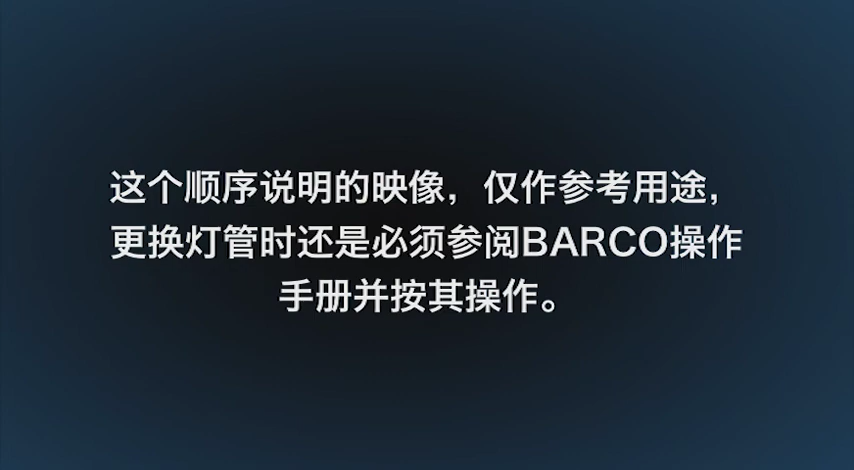 这个顺序说明的映像，仅作参考用途，
更换灯管时还是必须参阅BARCO操作
手册并按其操作。